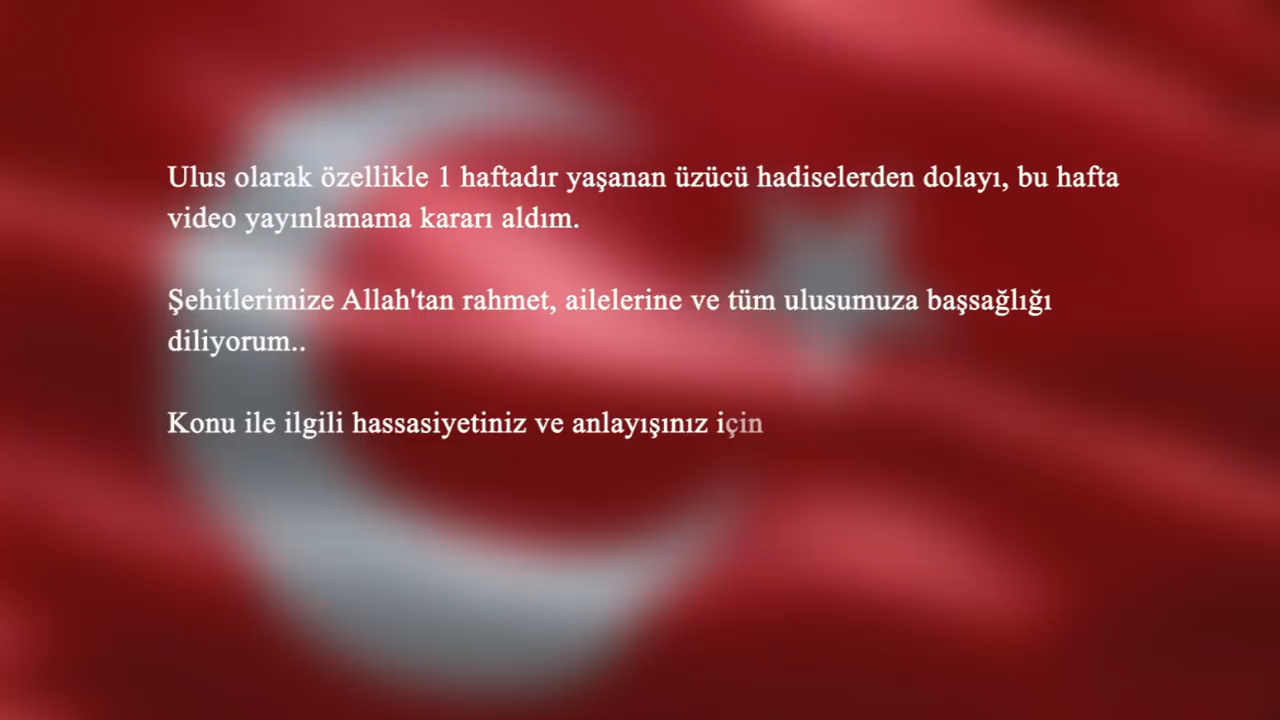 Ulus olarak özellikle 1 haftadır yaşanan üzücü hadiselerden dolayı, bu hafta
video yayınlamama kararı aldım.
Şehitlerimize Allah'tan rahmet, ailelerine ve tüm ulusumuza başsağlığı
diliyorum..
Konu ile ilgili hassasiyetiniz ve anlayışınız için